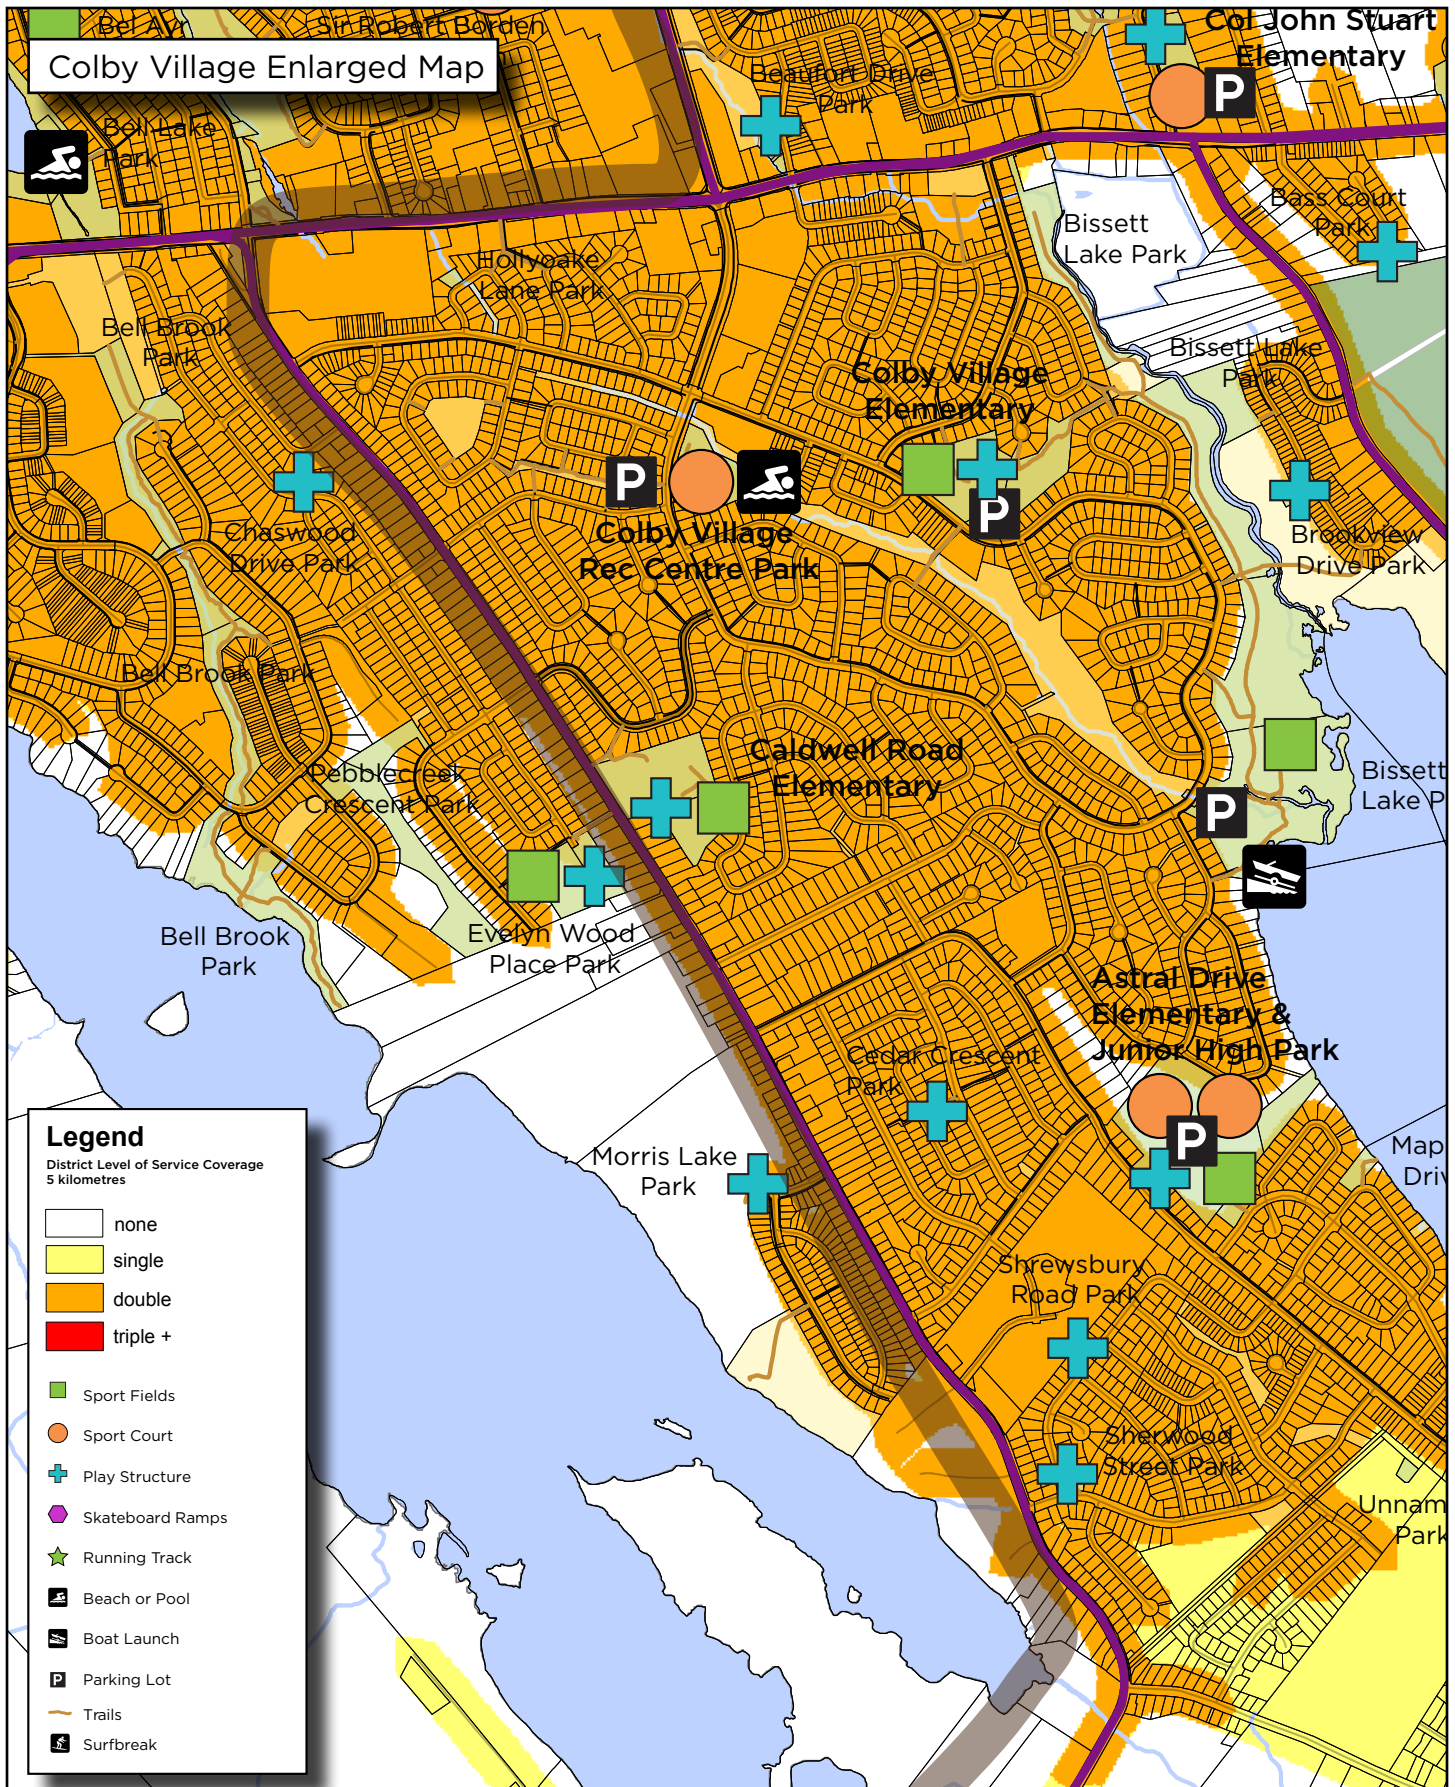 Bel Ayr
Sir Robert Borden
Col John Stuart
Elementary
Colby Village Enlarged Map
P
Beaufort Drive
Park
Bell Lake
Park
Bass Court
Park
Bissett
Lake Park
Hollyoake
Lane Park
Bell Brook
Park
Bissett Lake
Park
Colby Village
Elementary
P
P
Chaswood
Drive Park
Colby Village
Rec Centre Park
Brookview
Drive Park
Bell Brook Park
Caldwell Road
Elementary
Pebblecreek
Crescent Park
Bissett
Lake P
P
Bell Brook
Park
Evelyn Wood
Place Park
Astral Drive
Elementary &
Junior High Park
Cedar Crescent
Park
P
Morris Lake
Park
Map
Driv
Shrewsbury
Road Park
Sherwood
Street Park
Unnam
Park
Legend
District Level of Service Coverage
5 kilometres
none
single
double
triple +
Sport Fields
Sport Court
Play Structure
Skateboard Ramps
Running Track
Beach or Pool
Boat Launch
P Parking Lot
Trails
Surfbreak